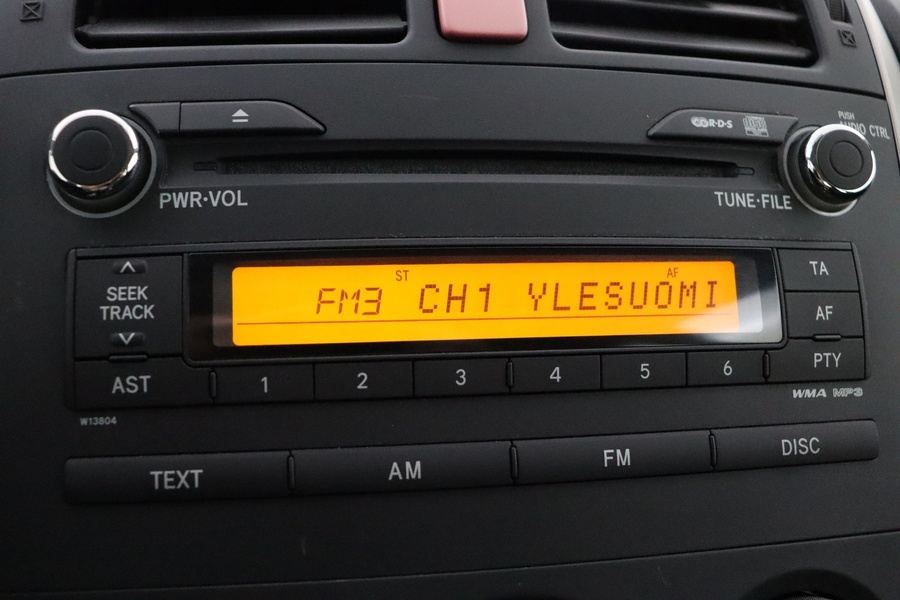 R·D·S
PUSH
AUDIO CTRL
PWR·VOL
TUNE·FILE
ST
AF
FM3 CH1 YLESUOMI
SEEK
TRACK
TA
AF
PTY
AST
1
2
3
4
5
6
WMA MP3
W13804
TEXT
AM
FM
DISC